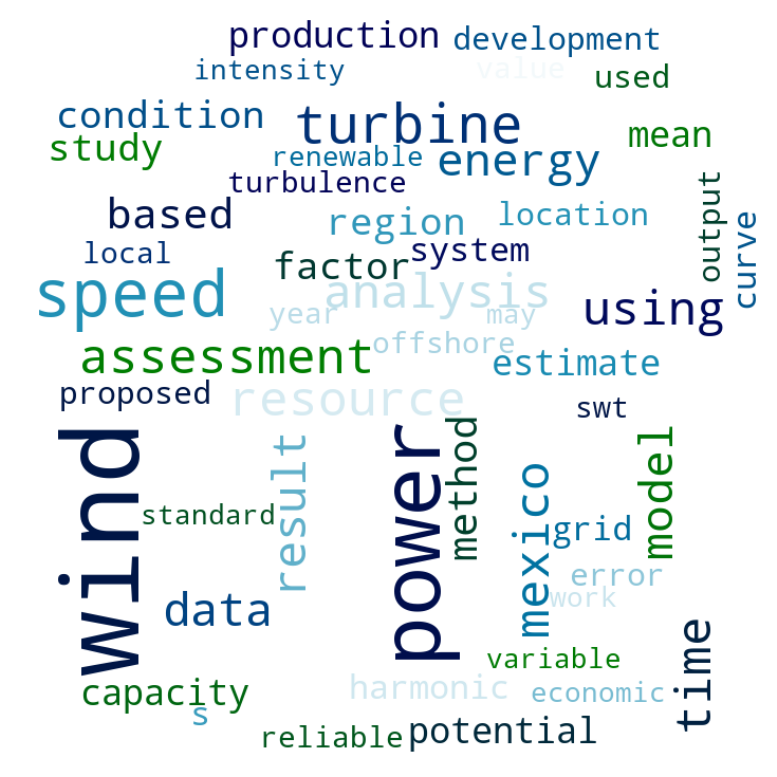 production
development
intensity
value
used
condition
turbine
study
mean
renewable
energy
turbulence
based
region
location
output
local
factor
system
curve
speed
analysis
year
may
using
assessment
offshore
estimate
proposed
resource
swt
wind
result
power
method
mexico
model
standard
grid
data
error
work
time
capacity
variable
harmonic
economic
s
reliable
potential